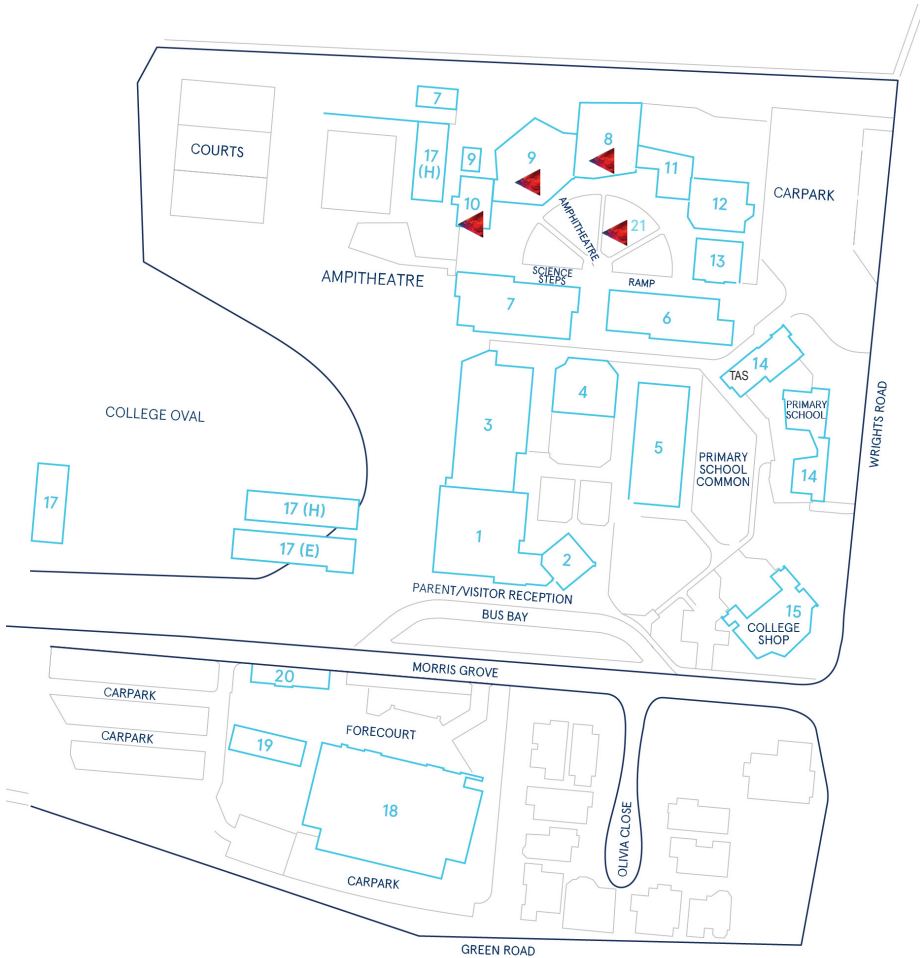 7
8
COURTS
17
(H)
9
9
11
CARPARK
10
12
AMPHITHEATRE
21
13
SCIENCE
STEPS
RAMP
AMPITHEATRE
7
6
14
TAS
4
PRIMARY
SCHOOL
COLLEGE OVAL
3
WRIGHTS ROAD
5
PRIMARY
SCHOOL
COMMON
14
17
17 (H)
1
17 (E)
2
PARENT/VISITOR RECEPTION
BUS BAY
15
COLLEGE
SHOP
MORRIS GROVE
20
CARPARK
FORECOURT
CARPARK
19
18
OLIVIA CLOSE
CARPARK
GREEN ROAD